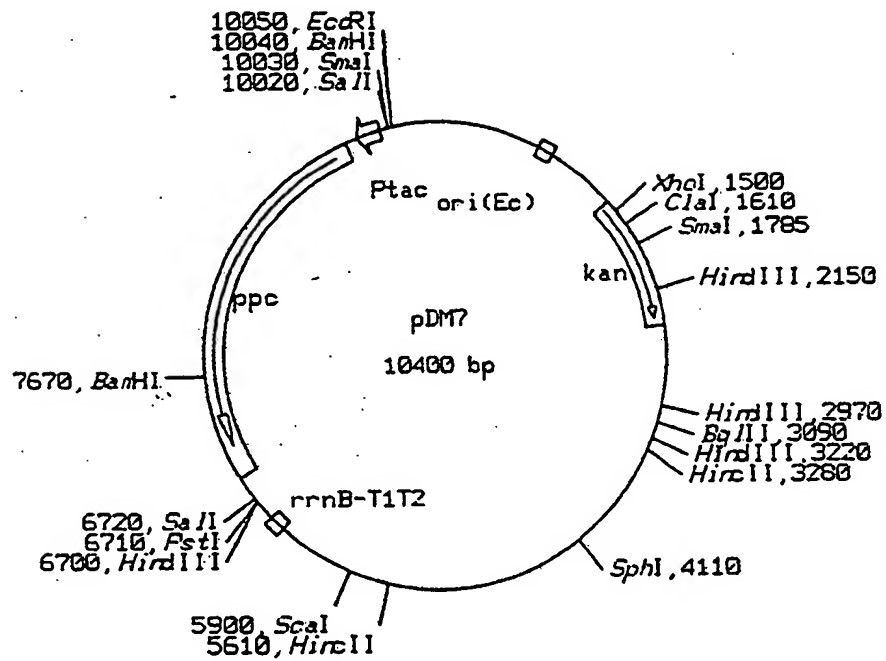 10050, EcoRI
10040, BamHI
10030, SmaI
10020, SalI
Ptac
ori(Ec)
XhoI, 1500
ClaI, 1610
SmaI, 1785
kan
HindIII, 2150
ppc
pDM7
10400 bp
7670, BamHI
HindIII, 2970
BglII, 3090
HIndIII, 3220
HincII, 3280
rrnB-T1T2
6720, SalI
6710, PstI
6700, HindIII
SphI, 4110
5900, ScaI
5610, HincII